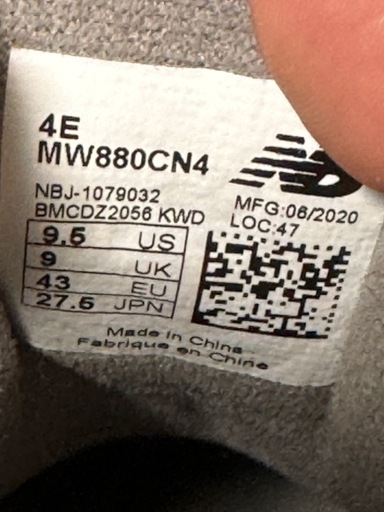 4E
MW880CN4
NBJ-1079032
BMCDZ2056 KWD
MFG:06/2020
LOC:47
9.5 US
9 UK
43 EU
27.5 JPN
Made in China
Fabriqué en Chine